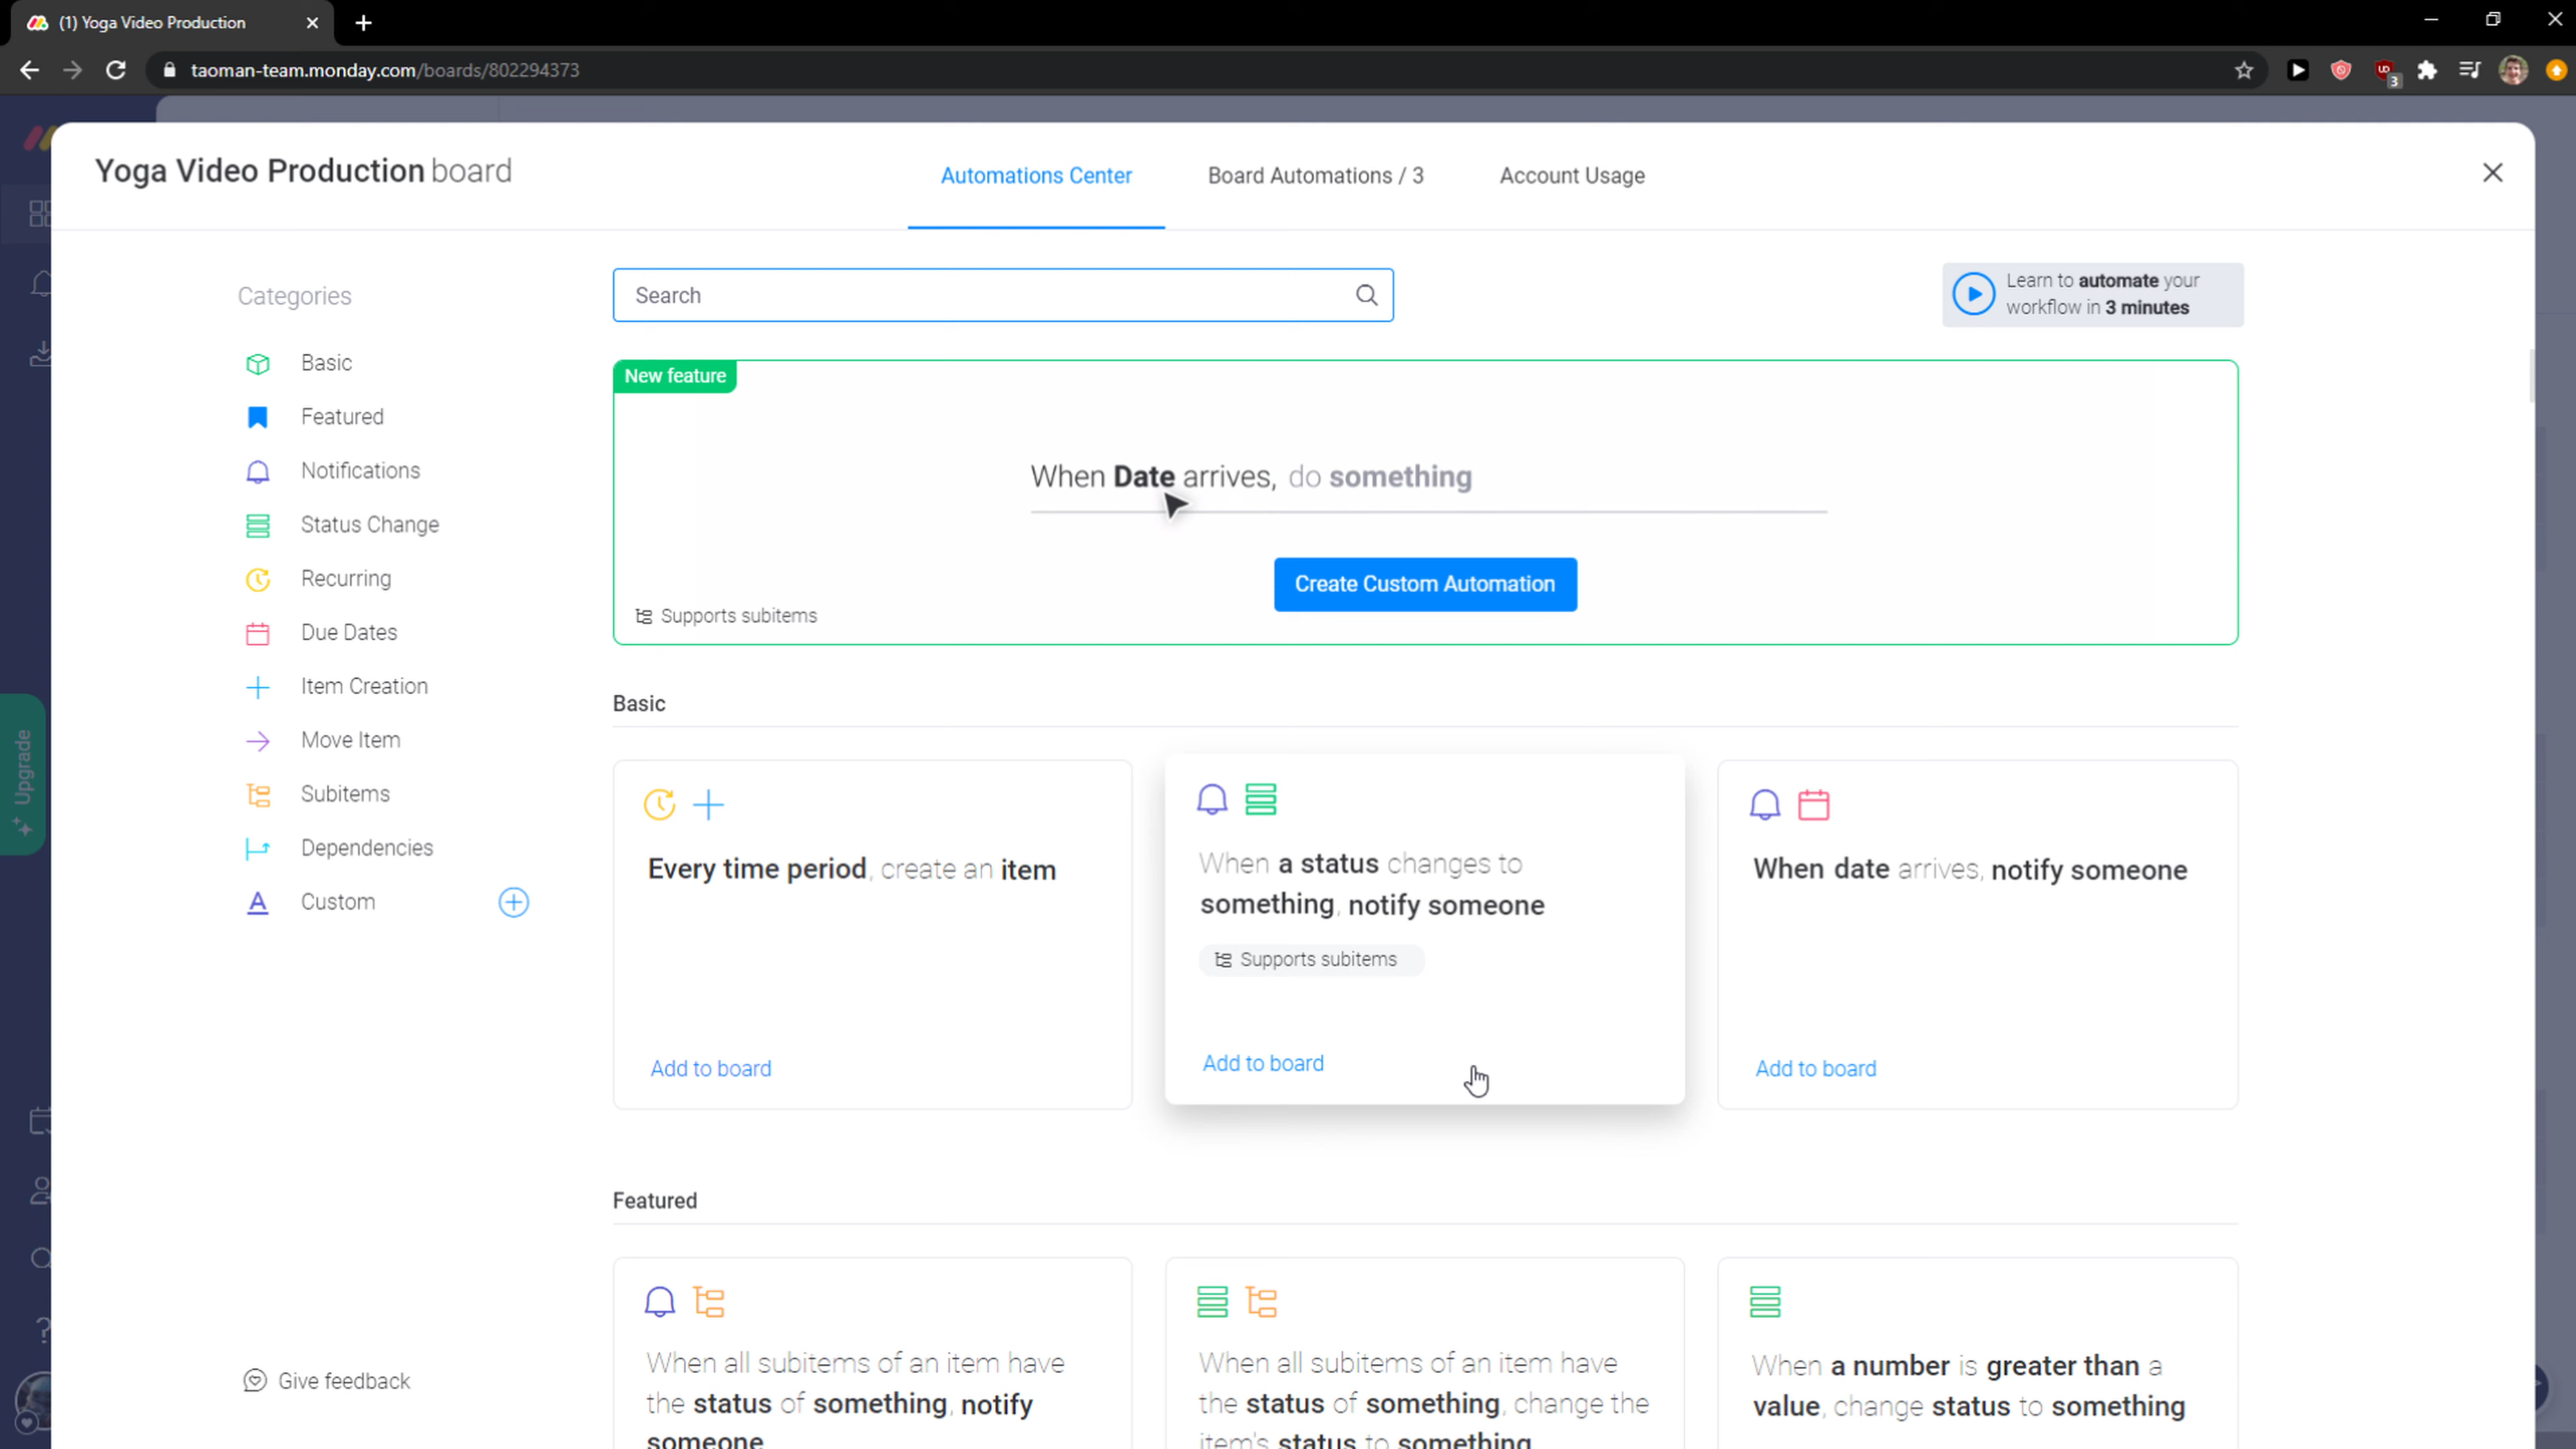 (1) Yoga Video Production
taoman-team.monday.com/boards/802294373
3
Yoga Video Production board
Automations Center
Board Automations / 3
Account Usage
Categories
Search
Learn to automate your
workflow in 3 minutes
Basic
Featured
Notifications
Status Change
Recurring
Due Dates
Item Creation
Move Item
Subitems
Dependencies
Custom
Upgrade
Give feedback
New feature
When Date arrives, do something
Create Custom Automation
Supports subitems
Basic
Every time period, create an item
Add to board
When a status changes to
something, notify someone
Supports subitems
Add to board
When date arrives, notify someone
Add to board
Featured
When all subitems of an item have
the status of something, notify
someone
When all subitems of an item have
the status of something, change the
item's status to something
When a number is greater than a
value, change status to something